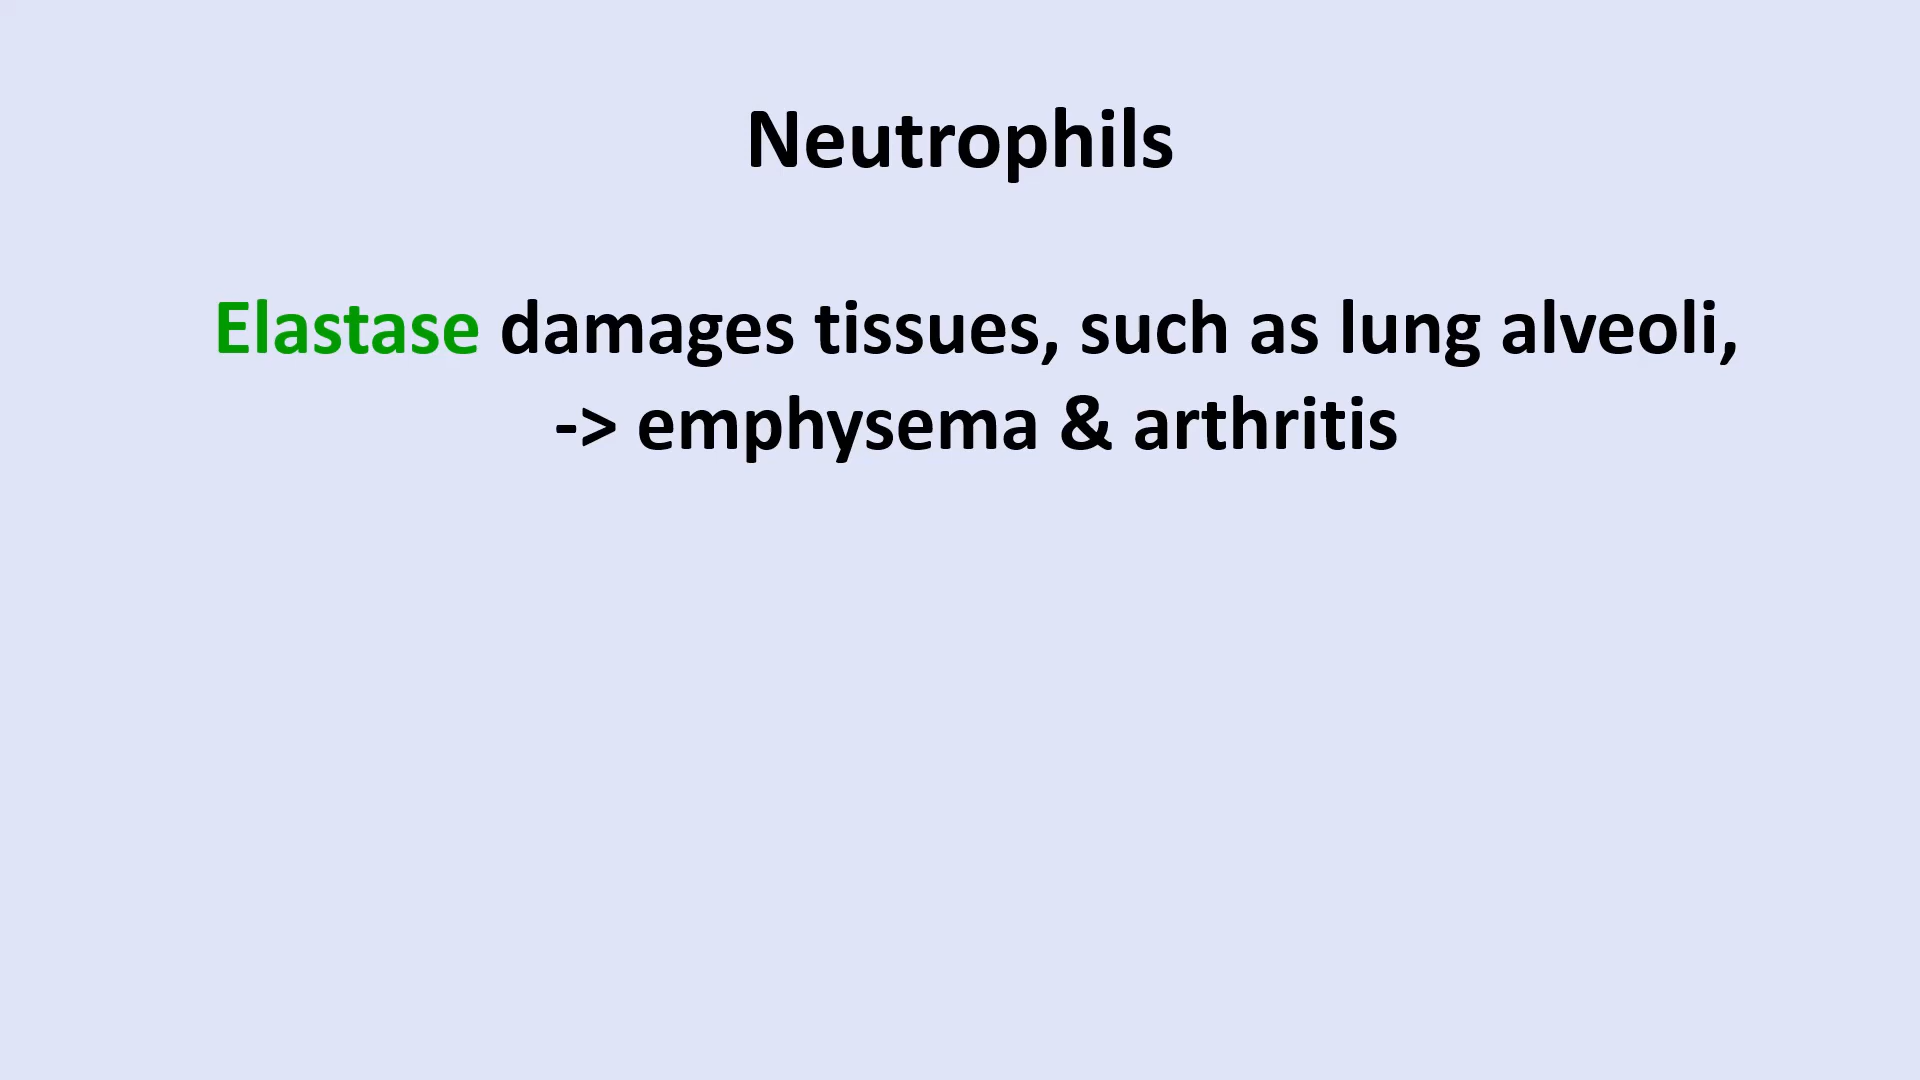 Neutrophils
Elastase damages tissues, such as lung alveoli,
-> emphysema & arthritis